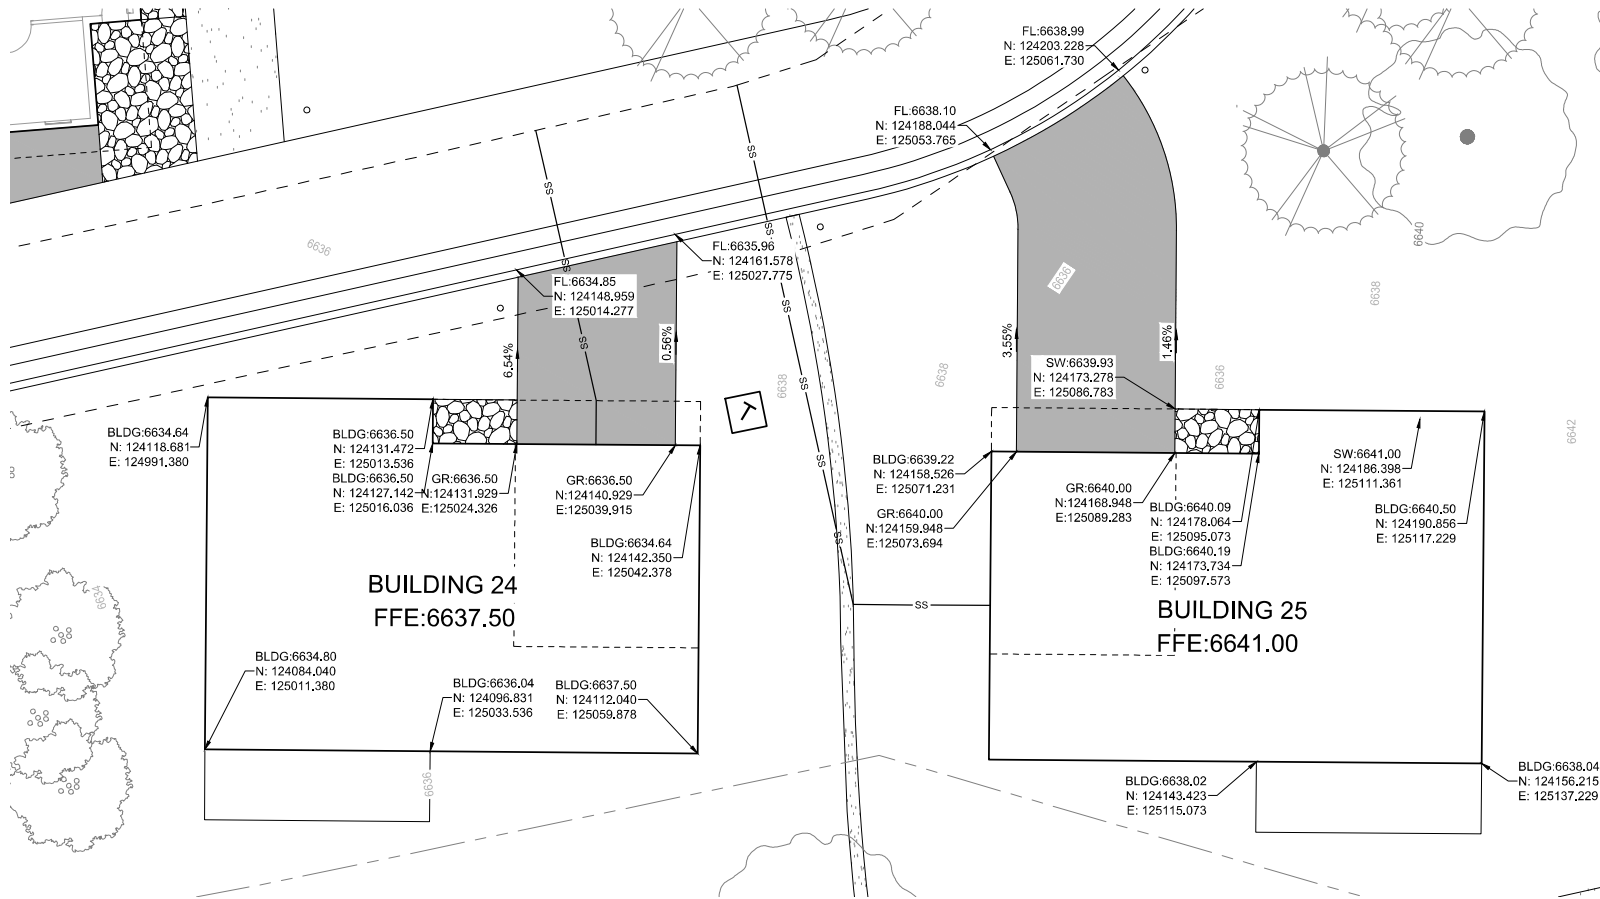 FL:6638.99
N: 124203.228
E: 125061.730
FL:6638.10
N: 124188.044
E: 125053.765
SS
SS
SS
SS
6636
FL:6635.96
N: 124161.578
E: 125027.775
6640
FL:6634.85
N: 124148.959
E: 125014.277
6636
6638
SS
SS
6.54%
0.56%
3.55%
1.46%
SW:6639.93
N: 124173.278
E: 125086.783
6638
6638
6636
SS
T
BLDG:6634.64
N: 124118.681
E: 124991.380
BLDG:6636.50
N: 124131.472
E: 125013.536
BLDG:6636.50
N: 124127.142
E: 125016.036
GR:6636.50
N:124131.929
E:125024.326
GR:6636.50
N:124140.929
E:125039.915
BLDG:6634.64
N: 124142.350
E: 125042.378
SS
SS
BLDG:6639.22
N: 124158.526
E: 125071.231
GR:6640.00
N:124159.948
E:125073.694
GR:6640.00
N:124168.948
E:125089.283
BLDG:6640.09
N: 124178.064
E: 125095.073
BLDG:6640.19
N: 124173.734
E: 125097.573
SW:6641.00
N: 124186.398
E: 125111.361
BLDG:6640.50
N: 124190.856
E: 125117.229
6642
BUILDING 24
FFE:6637.50
6634
SS
BUILDING 25
FFE:6641.00
BLDG:6634.80
N: 124084.040
E: 125011.380
BLDG:6636.04
N: 124096.831
E: 125033.536
BLDG:6637.50
N: 124112.040
E: 125059.878
6636
BLDG:6638.02
N: 124143.423
E: 125115.073
BLDG:6638.04
N: 124156.215
E: 125137.229